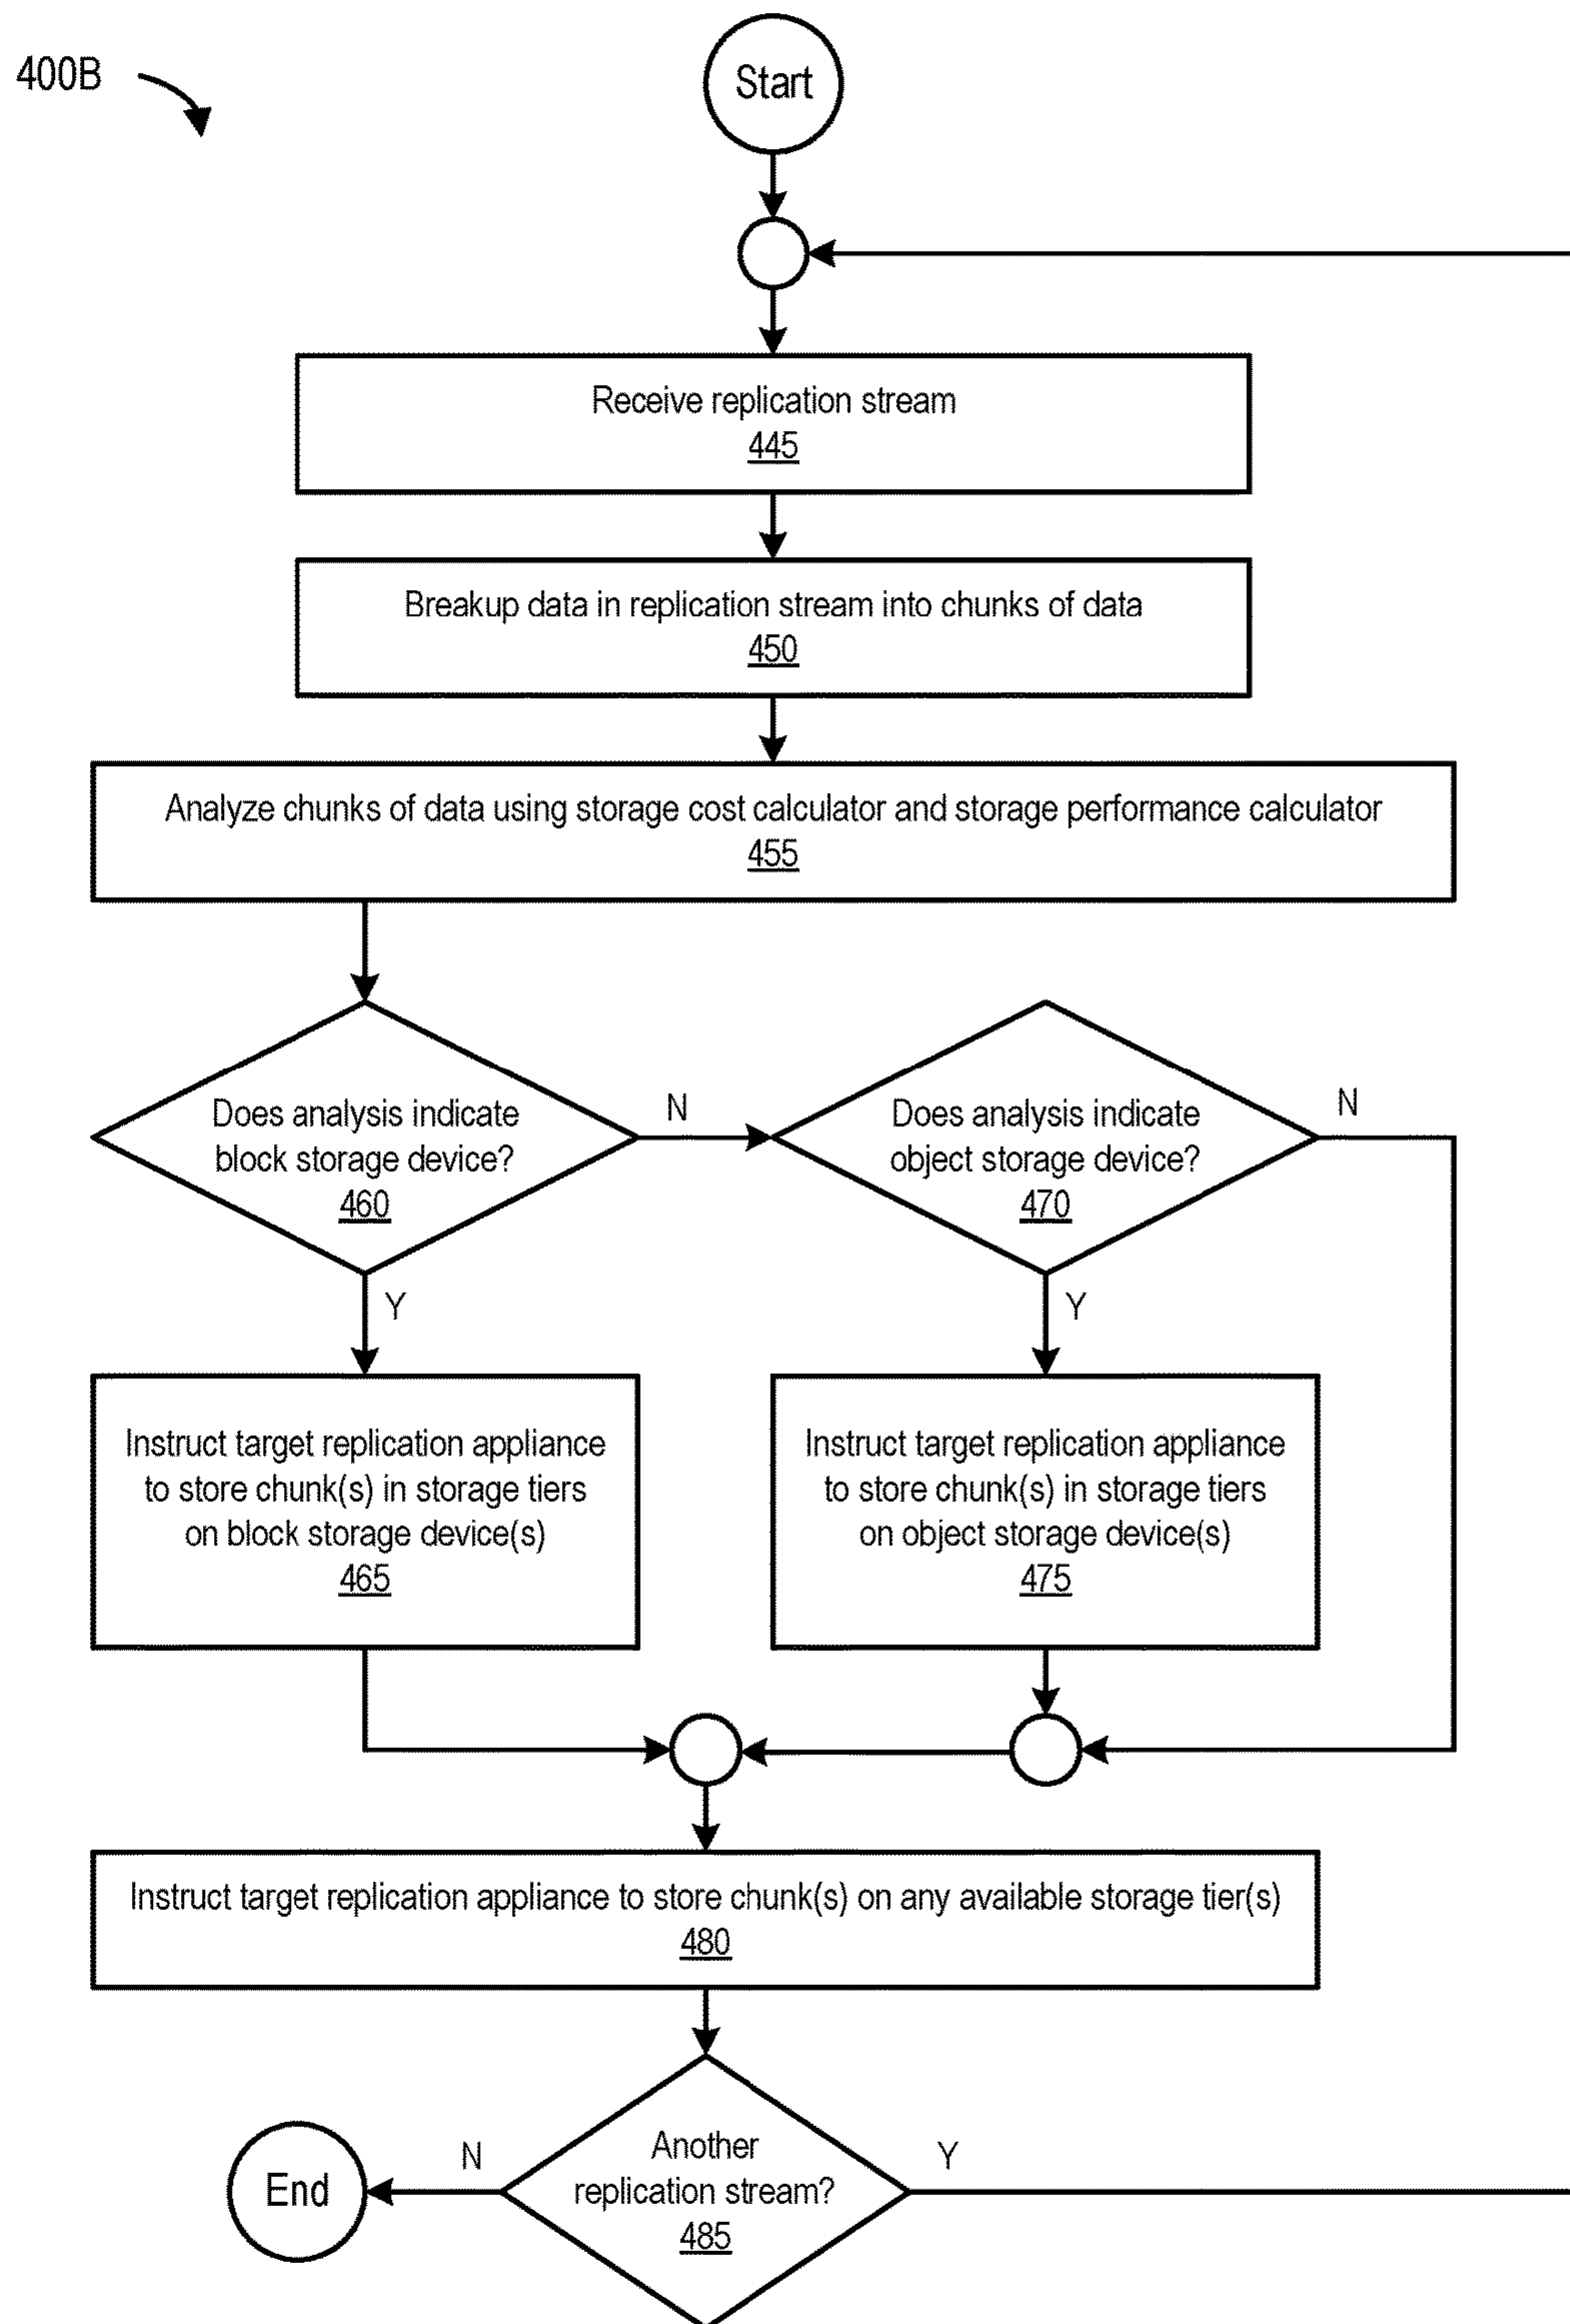 400B
Start
Receive replication stream
445
Breakup data in replication stream into chunks of data
450
Analyze chunks of data using storage cost calculator and storage performance calculator
455
Does analysis indicate
block storage device?
460
N
Does analysis indicate
object storage device?
470
N
Y
Y
Instruct target replication appliance
to store chunk(s) in storage tiers
on block storage device(s)
465
Instruct target replication appliance
to store chunk(s) in storage tiers
on object storage device(s)
475
Instruct target replication appliance to store chunk(s) on any available storage tier(s)
480
End
N
Another
replication stream?
485
Y